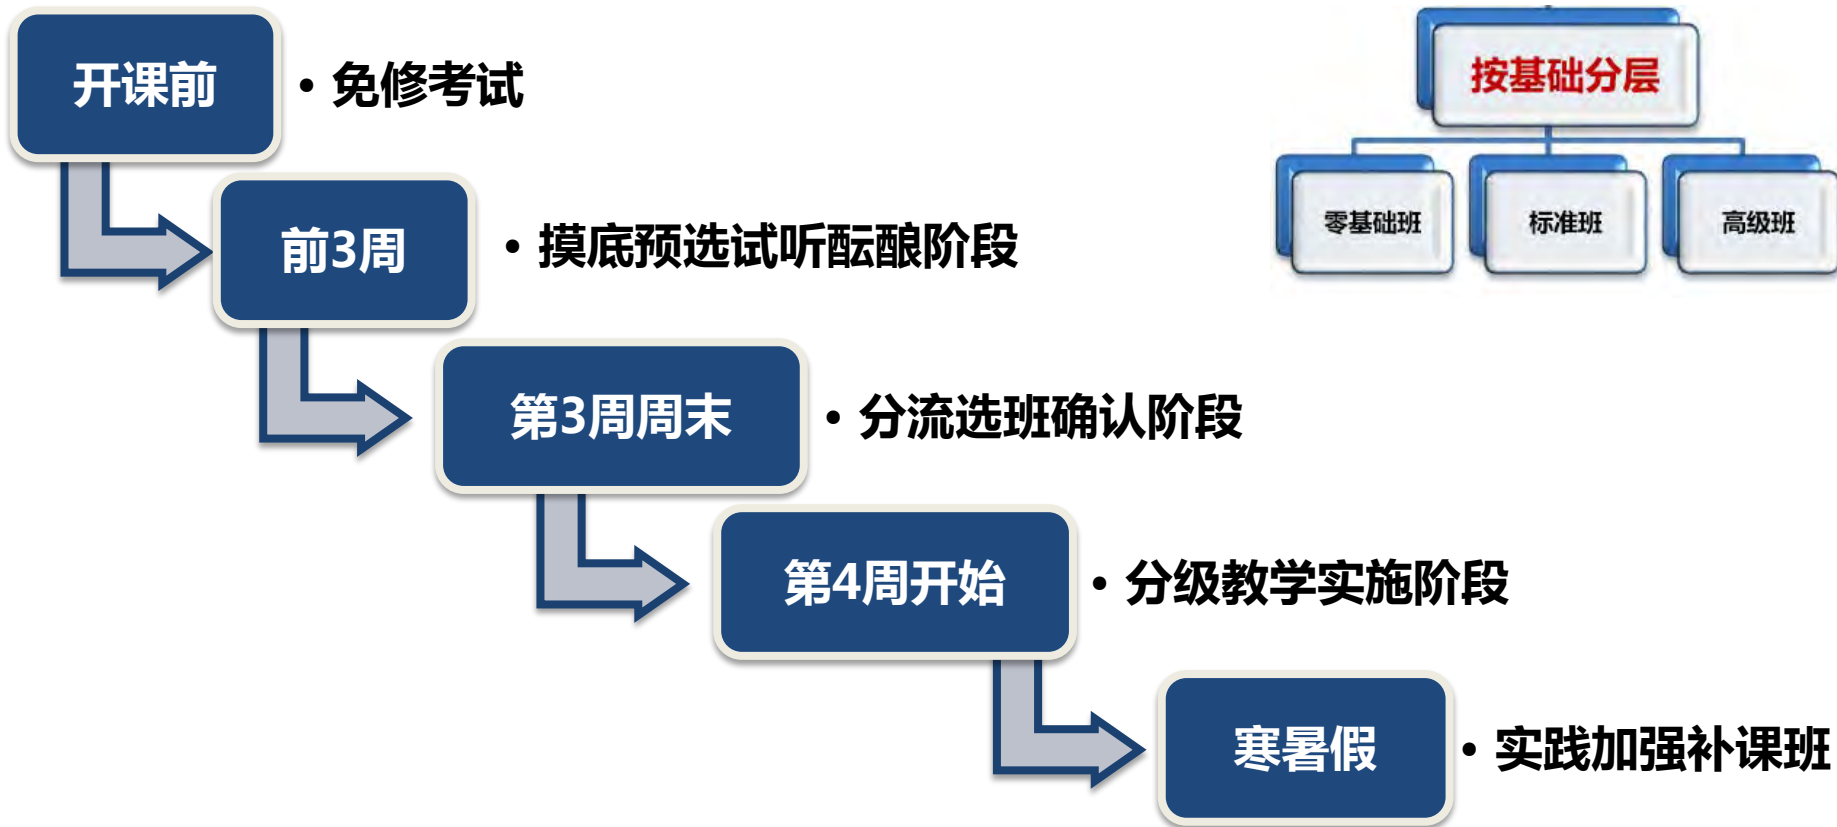 开课前
• 免修考试
按基础分层
零基础班
标准班
高级班
前3周
• 摸底预选试听酝酿阶段
第3周周末
• 分流选班确认阶段
第4周开始
• 分级教学实施阶段
寒暑假
• 实践加强补课班